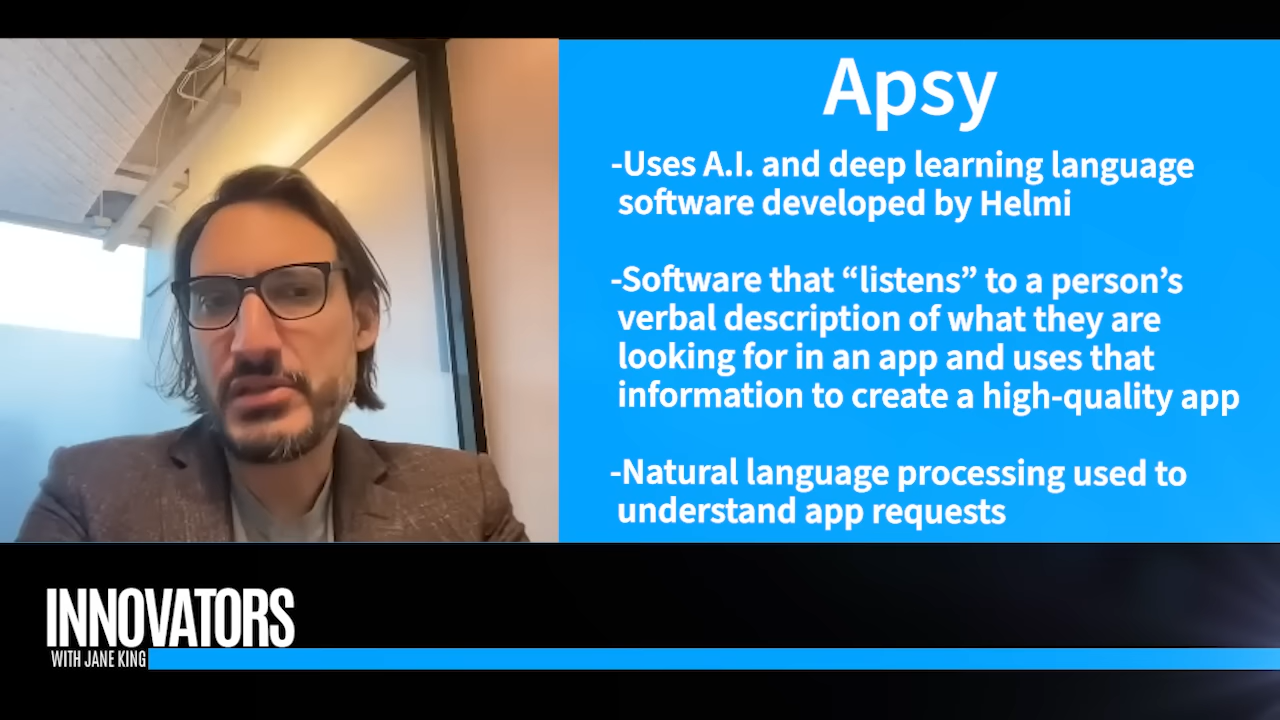 Apsy
-Uses A.I. and deep learning language
software developed by Helmi
-Software that “listens” to a person’s
verbal description of what they are
looking for in an app and uses that
information to create a high-quality app
-Natural language processing used to
understand app requests
INNOVATORS
WITH JANE KING